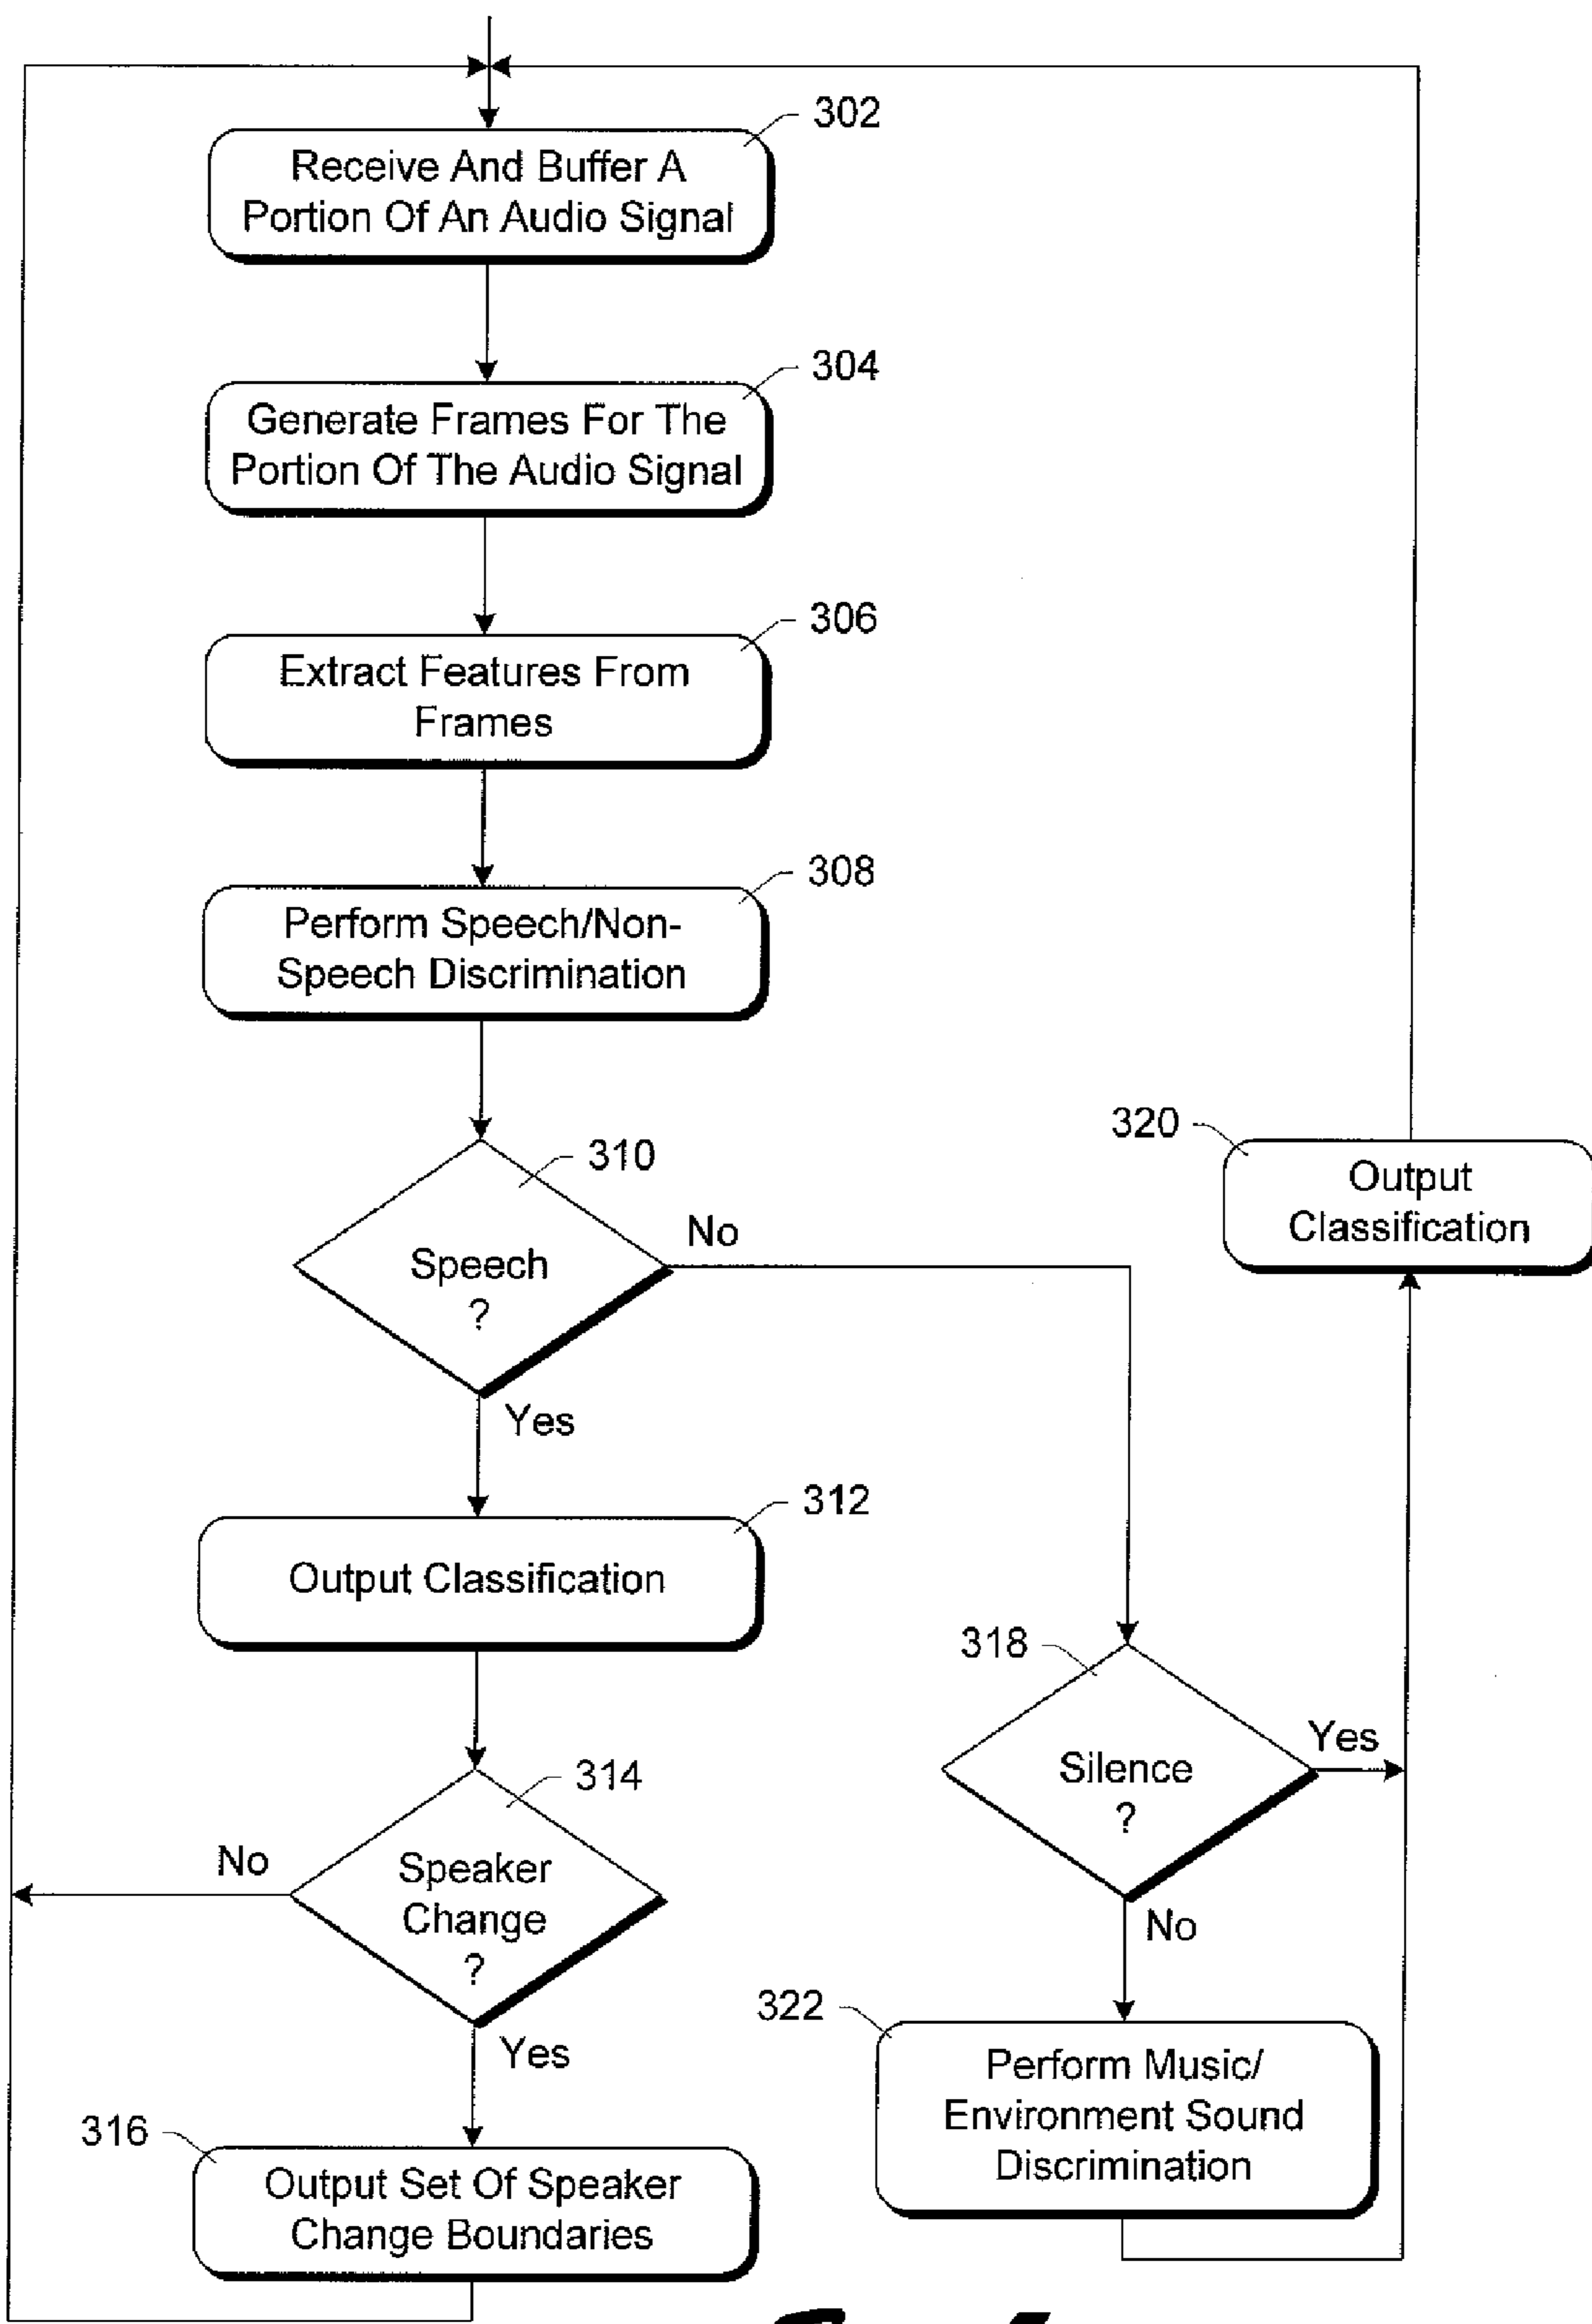 302
Receive And Buffer A
Portion Of An Audio Signal
304
Generate Frames For The
Portion Of The Audio Signal
306
Extract Features From
Frames
308
Perform Speech/Non-
Speech Discrimination
310
Speech
?
No
Yes
320
Output
Classification
312
Output Classification
318
Silence
?
Yes
No
314
Speaker
Change
?
No
Yes
322
Perform Music/
Environment Sound
Discrimination
316
Output Set Of Speaker
Change Boundaries